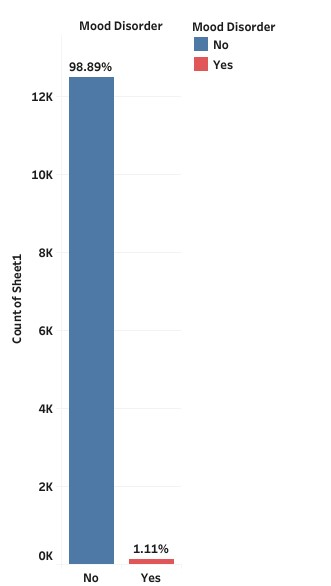 Mood Disorder
Mood Disorder
No
Yes
98.89%
12K
10K
8K
6K
4K
2K
0K
Count of Sheet1
1.11%
No
Yes